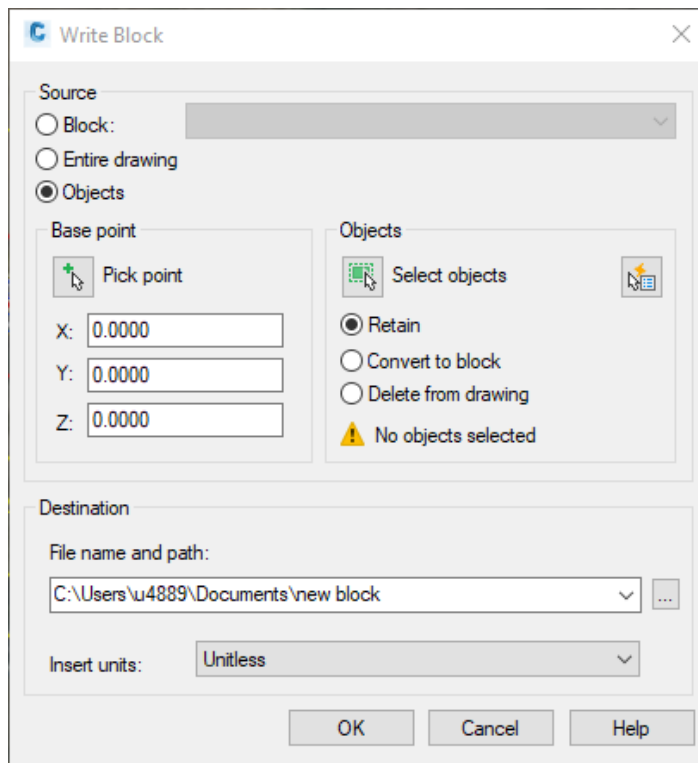 Write Block
Source
Block:
Entire drawing
Objects
Base point
Pick point
X: 0.0000
Y: 0.0000
Z: 0.0000
Objects
Select objects
Retain
Convert to block
Delete from drawing
No objects selected
Destination
File name and path:
C:\Users\u4889\Documents\new block
...
Insert units: Unitless
OK Cancel Help